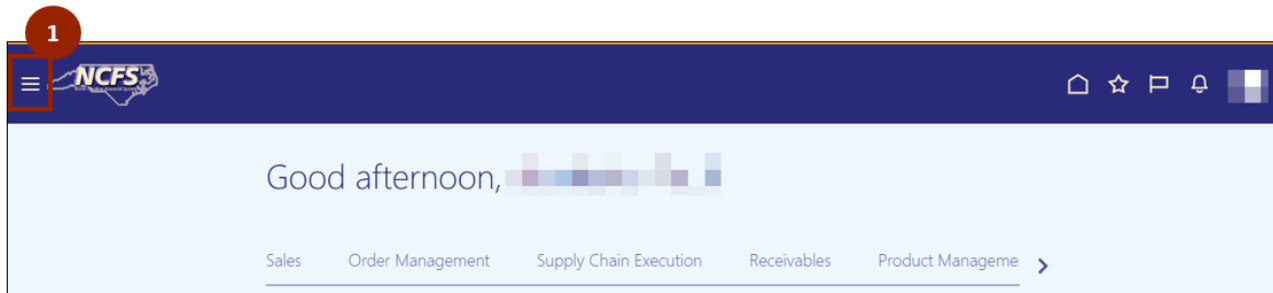 1
NCFS
Good afternoon,
Sales Order Management Supply Chain Execution Receivables Product Manageme